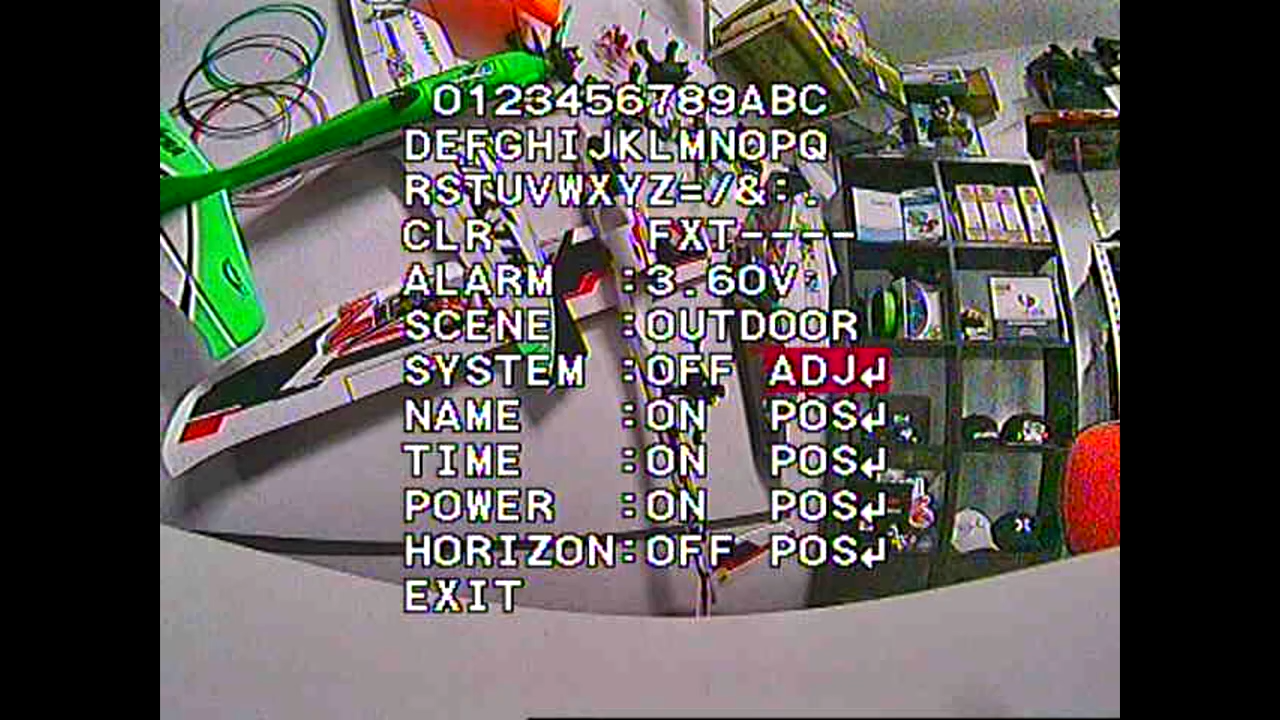 0123456789ABC
DEFGHIJKLMNOPQ
RSTUVWXYZ=/&:.
CLR FXT----
ALARM :3.60V
SCENE :OUTDOOR
SYSTEM :OFF ADJ↲
NAME :ON POS↲
TIME :ON POS↲
POWER :ON POS↲
HORIZON:OFF POS↲
EXIT